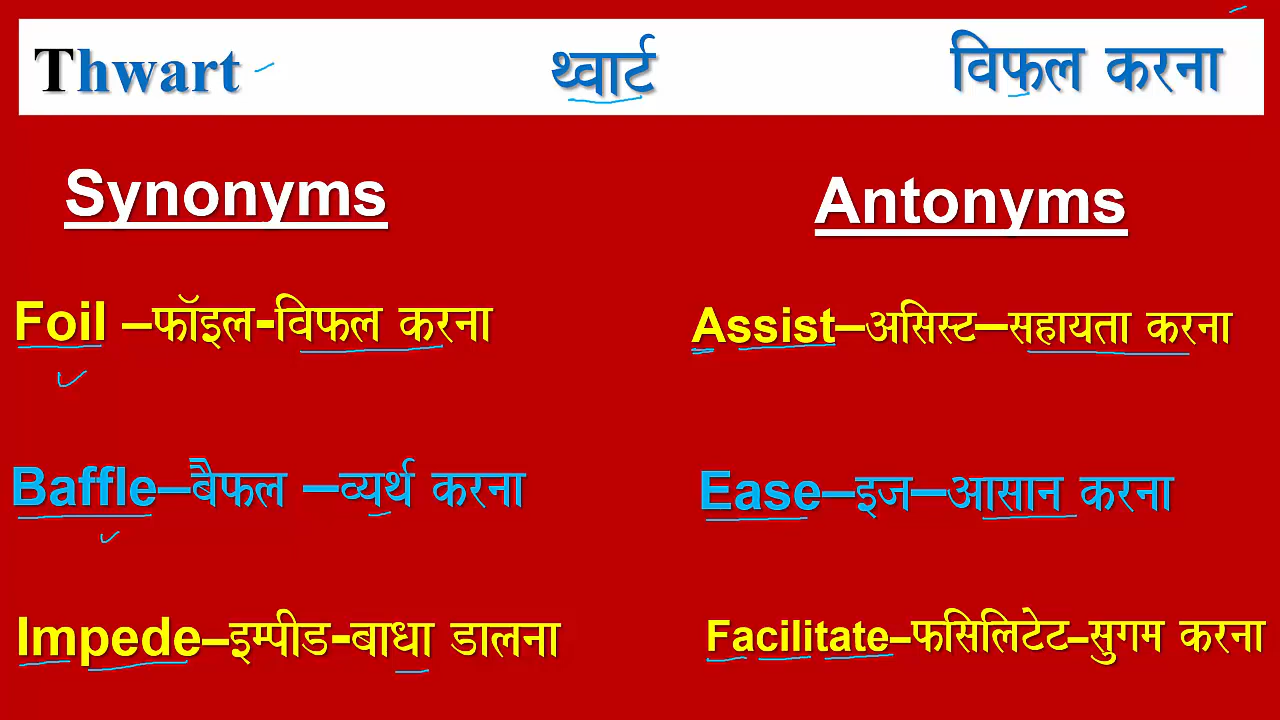 Thwart थ्वार्ट विफल करना
Synonyms Antonyms
Foil –फॉइल-विफल करना Assist–असिस्ट–सहायता करना
Baffle–बैफल –व्यर्थ करना Ease–इज–आसान करना
Impede–इम्पीड-बाधा डालना Facilitate–फसिलिटेट–सुगम करना